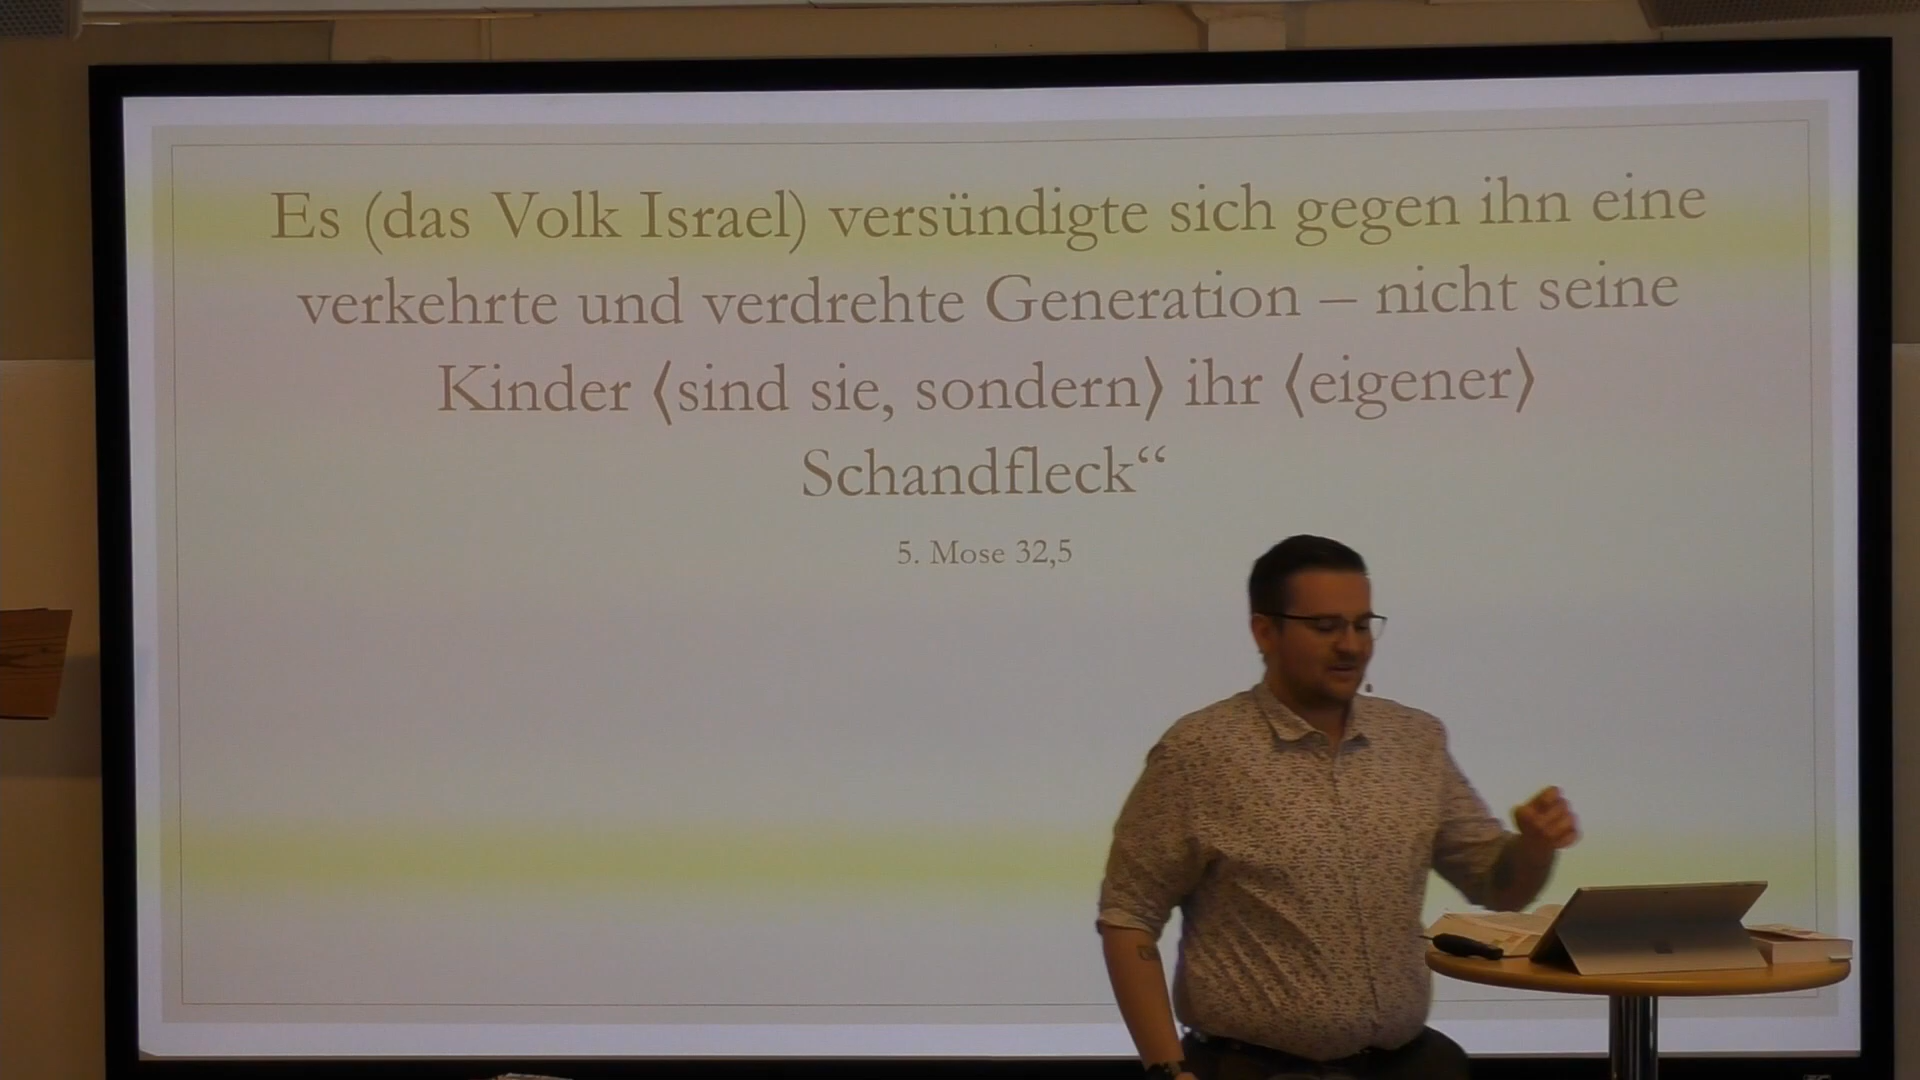 Es (das Volk Israel) versündigte sich gegen ihn eine
verkehrte und verdrehte Generation – nicht seine
Kinder ⟨sind sie, sondern⟩ ihr ⟨eigener⟩
Schandfleck“
5. Mose 32,5